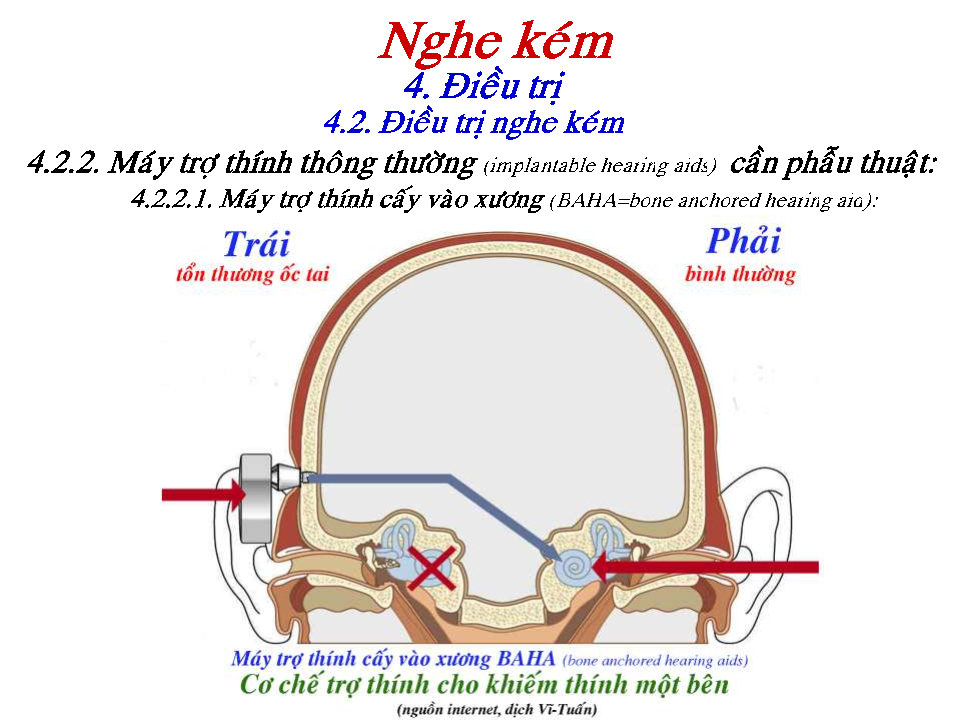 Nghe kém
4. Điều trị
4.2. Điều trị nghe kém
4.2.2. Máy trợ thính thông thường (implantable hearing aids) cần phẫu thuật:
4.2.2.1. Máy trợ thính cấy vào xương (BAHA=bone anchored hearing aid):
Trái
tổn thương ốc tai
Phải
bình thường
Máy trợ thính cấy vào xương BAHA (bone anchored hearing aids)
Cơ chế trợ thính cho khiếm thính một bên
(nguồn internet, dịch Vĩ-Tuấn)